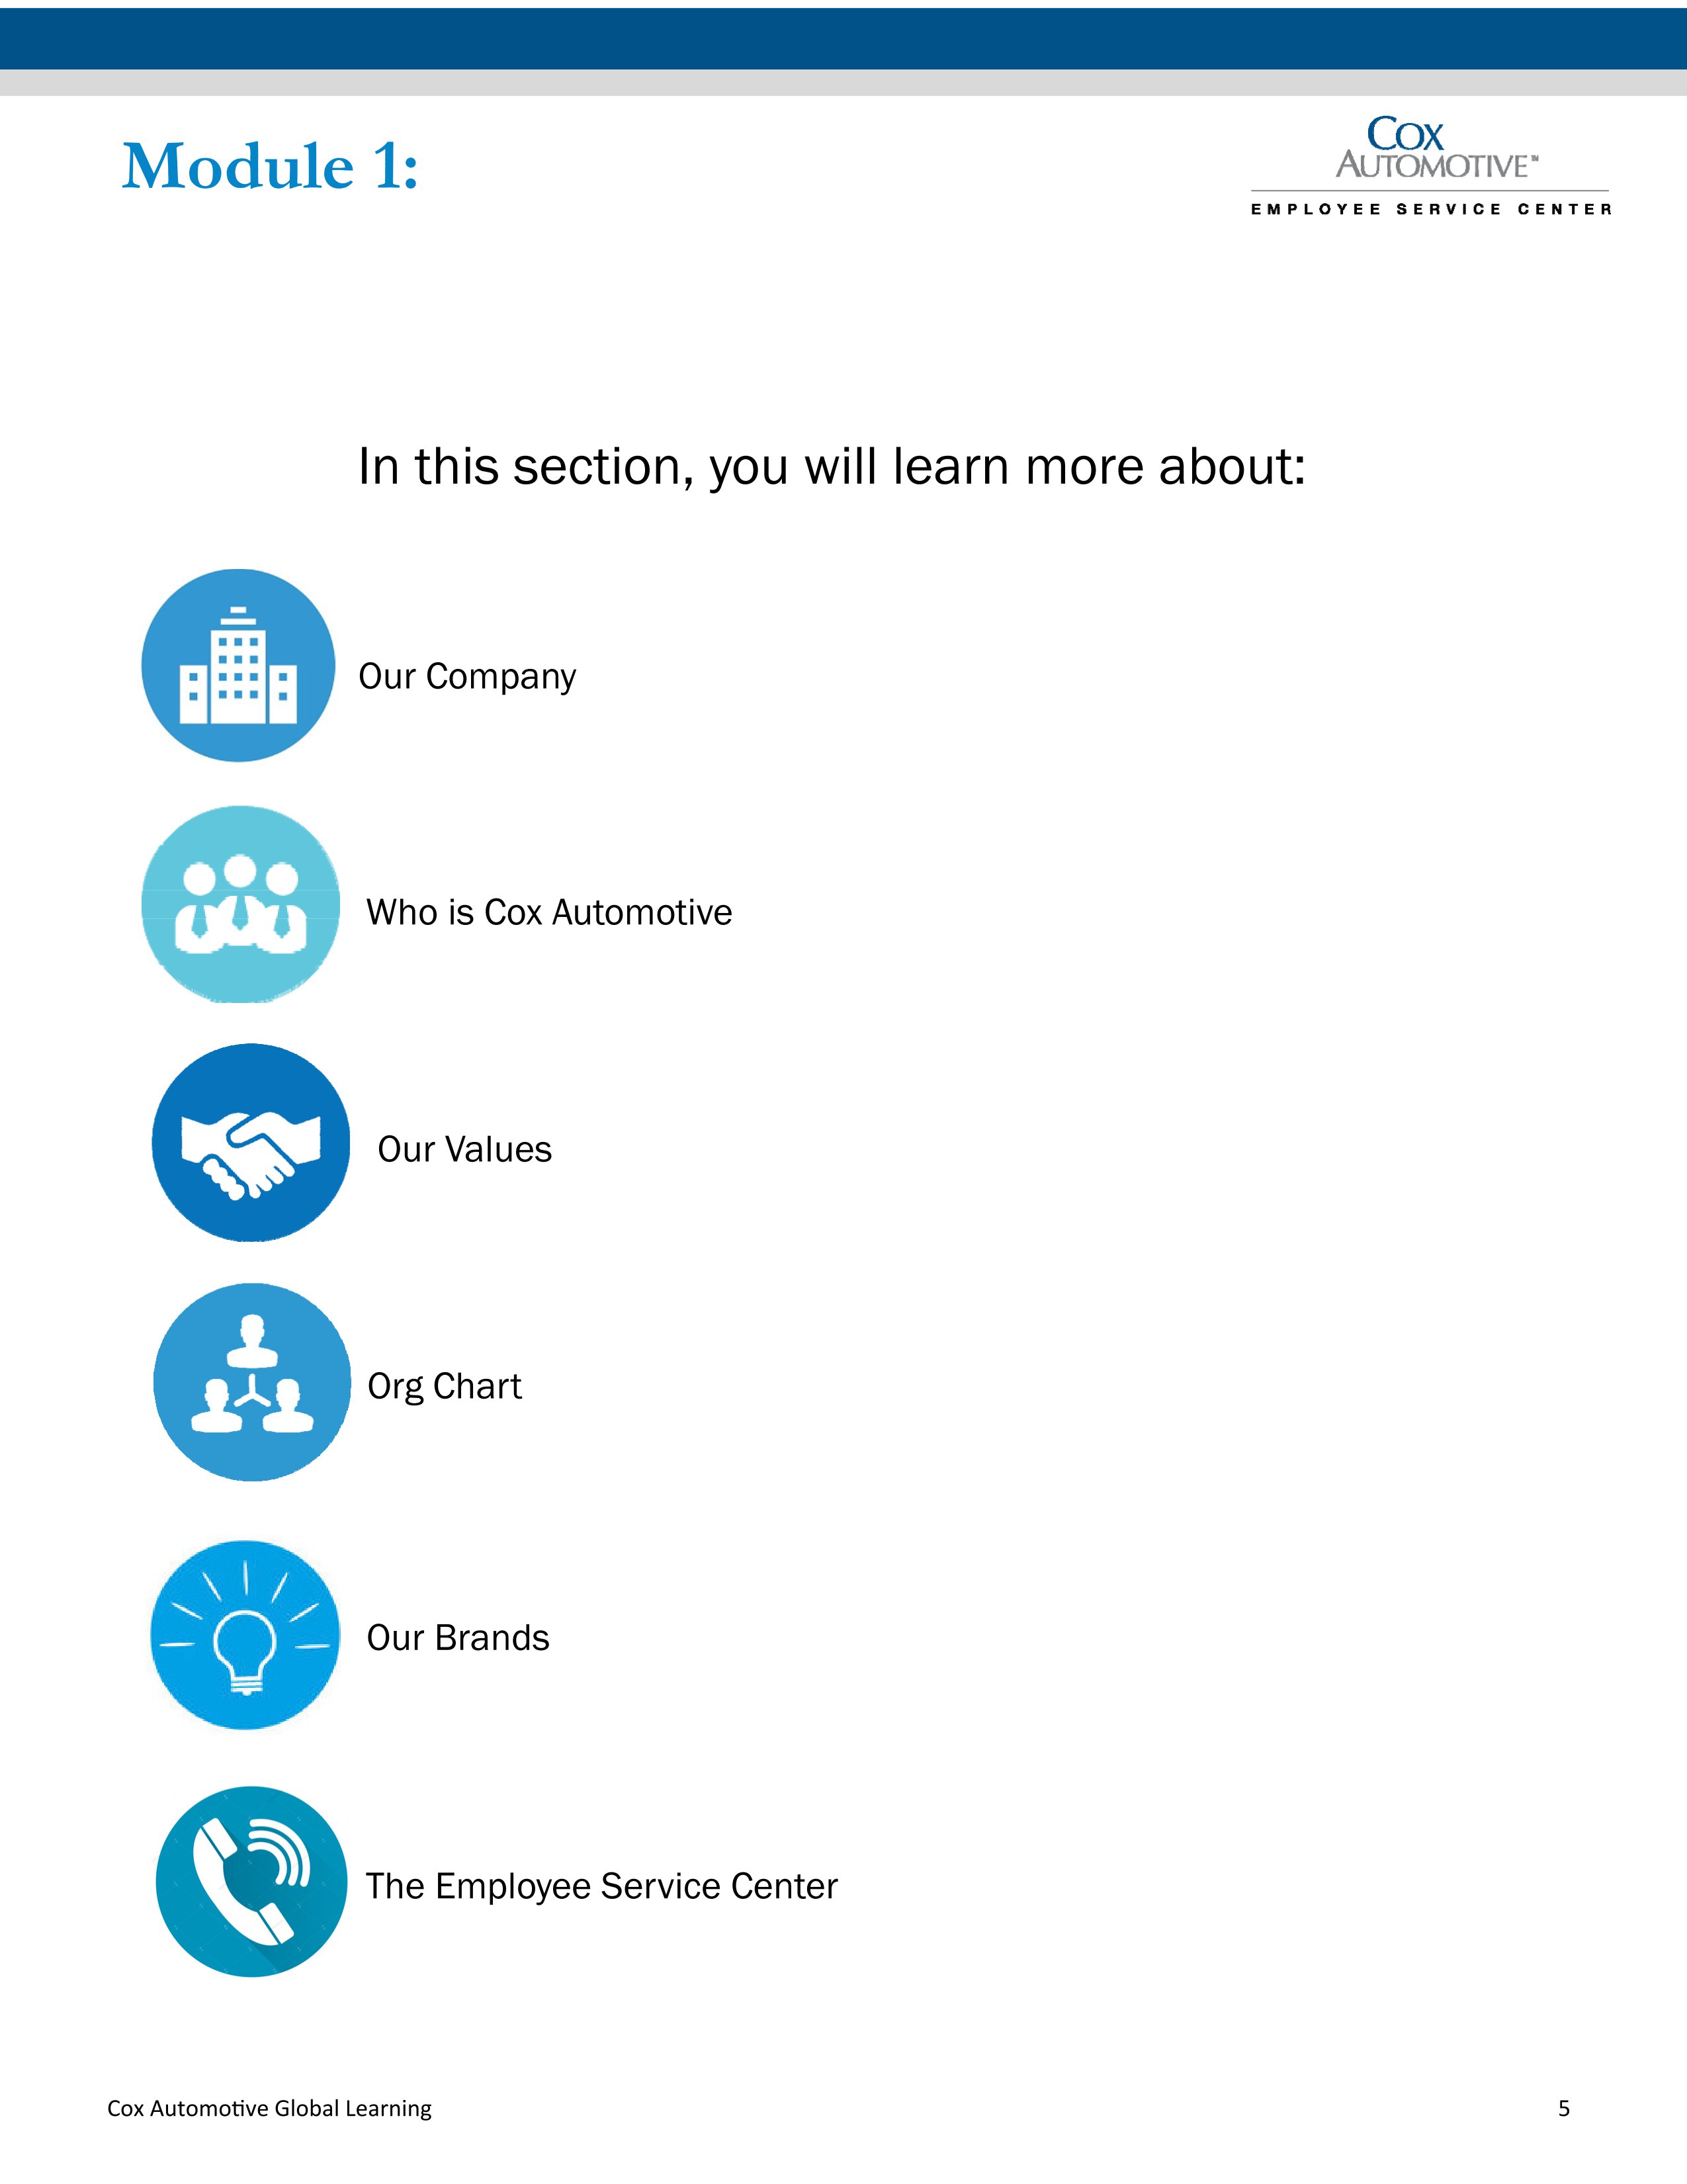 Module 1:
COX
AUTOMOTIVE™
EMPLOYEE SERVICE CENTER
In this section, you will learn more about:
Our Company
Who is Cox Automotive
Our Values
Org Chart
Our Brands
The Employee Service Center
Cox Automotive Global Learning
5